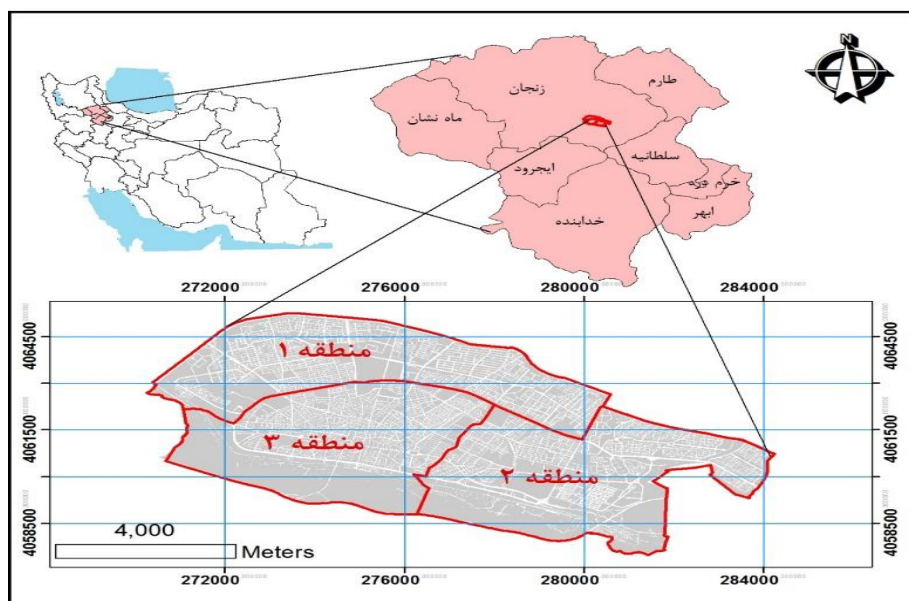 N
زنجان
طارم
ماه نشان
سلطانیه
ایجرود
خرم دره
خدابنده
ابهر
272000 276000 280000 284000
4064500
4064500
منطقه ۱
4061500
4061500
منطقه ۳
منطقه ۲
4058500
4058500
4,000
Meters
272000 276000 280000 284000